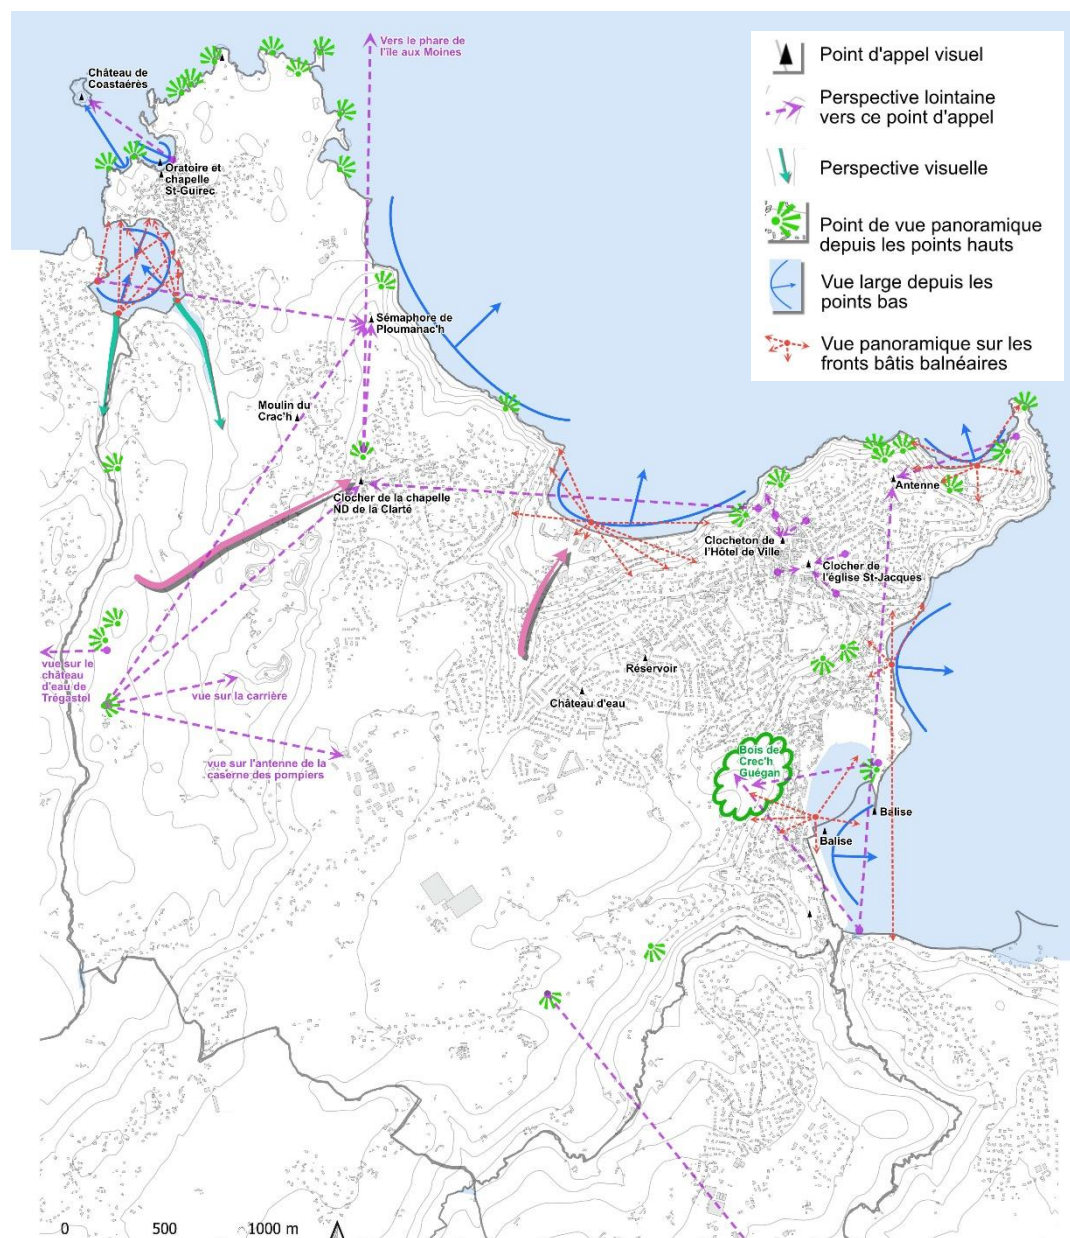 Vers le phare de
l'île aux Moines
Château de
Coastaérès
Oratoire et
chapelle
St-Guirec
Point d'appel visuel
Perspective lointaine
vers ce point d'appel
Perspective visuelle
Point de vue panoramique
depuis les points hauts
Vue large depuis les
points bas
Vue panoramique sur les
fronts bâtis balnéaires
Sémaphore de
Ploumanac'h
Moulin du
Crac'h
Clocher de la chapelle
ND de la Clarté
Antenne
Clocheton de
l'Hôtel de Ville
Clocher de
l'église St-Jacques
vue sur le
château
d'eau de
Trégastel
vue sur la carrière
Réservoir
Château d'eau
vue sur l'antenne de la
caserne des pompiers
Bois de
Crec'h
Guégan
Balise
Balise
0 500 1000 m